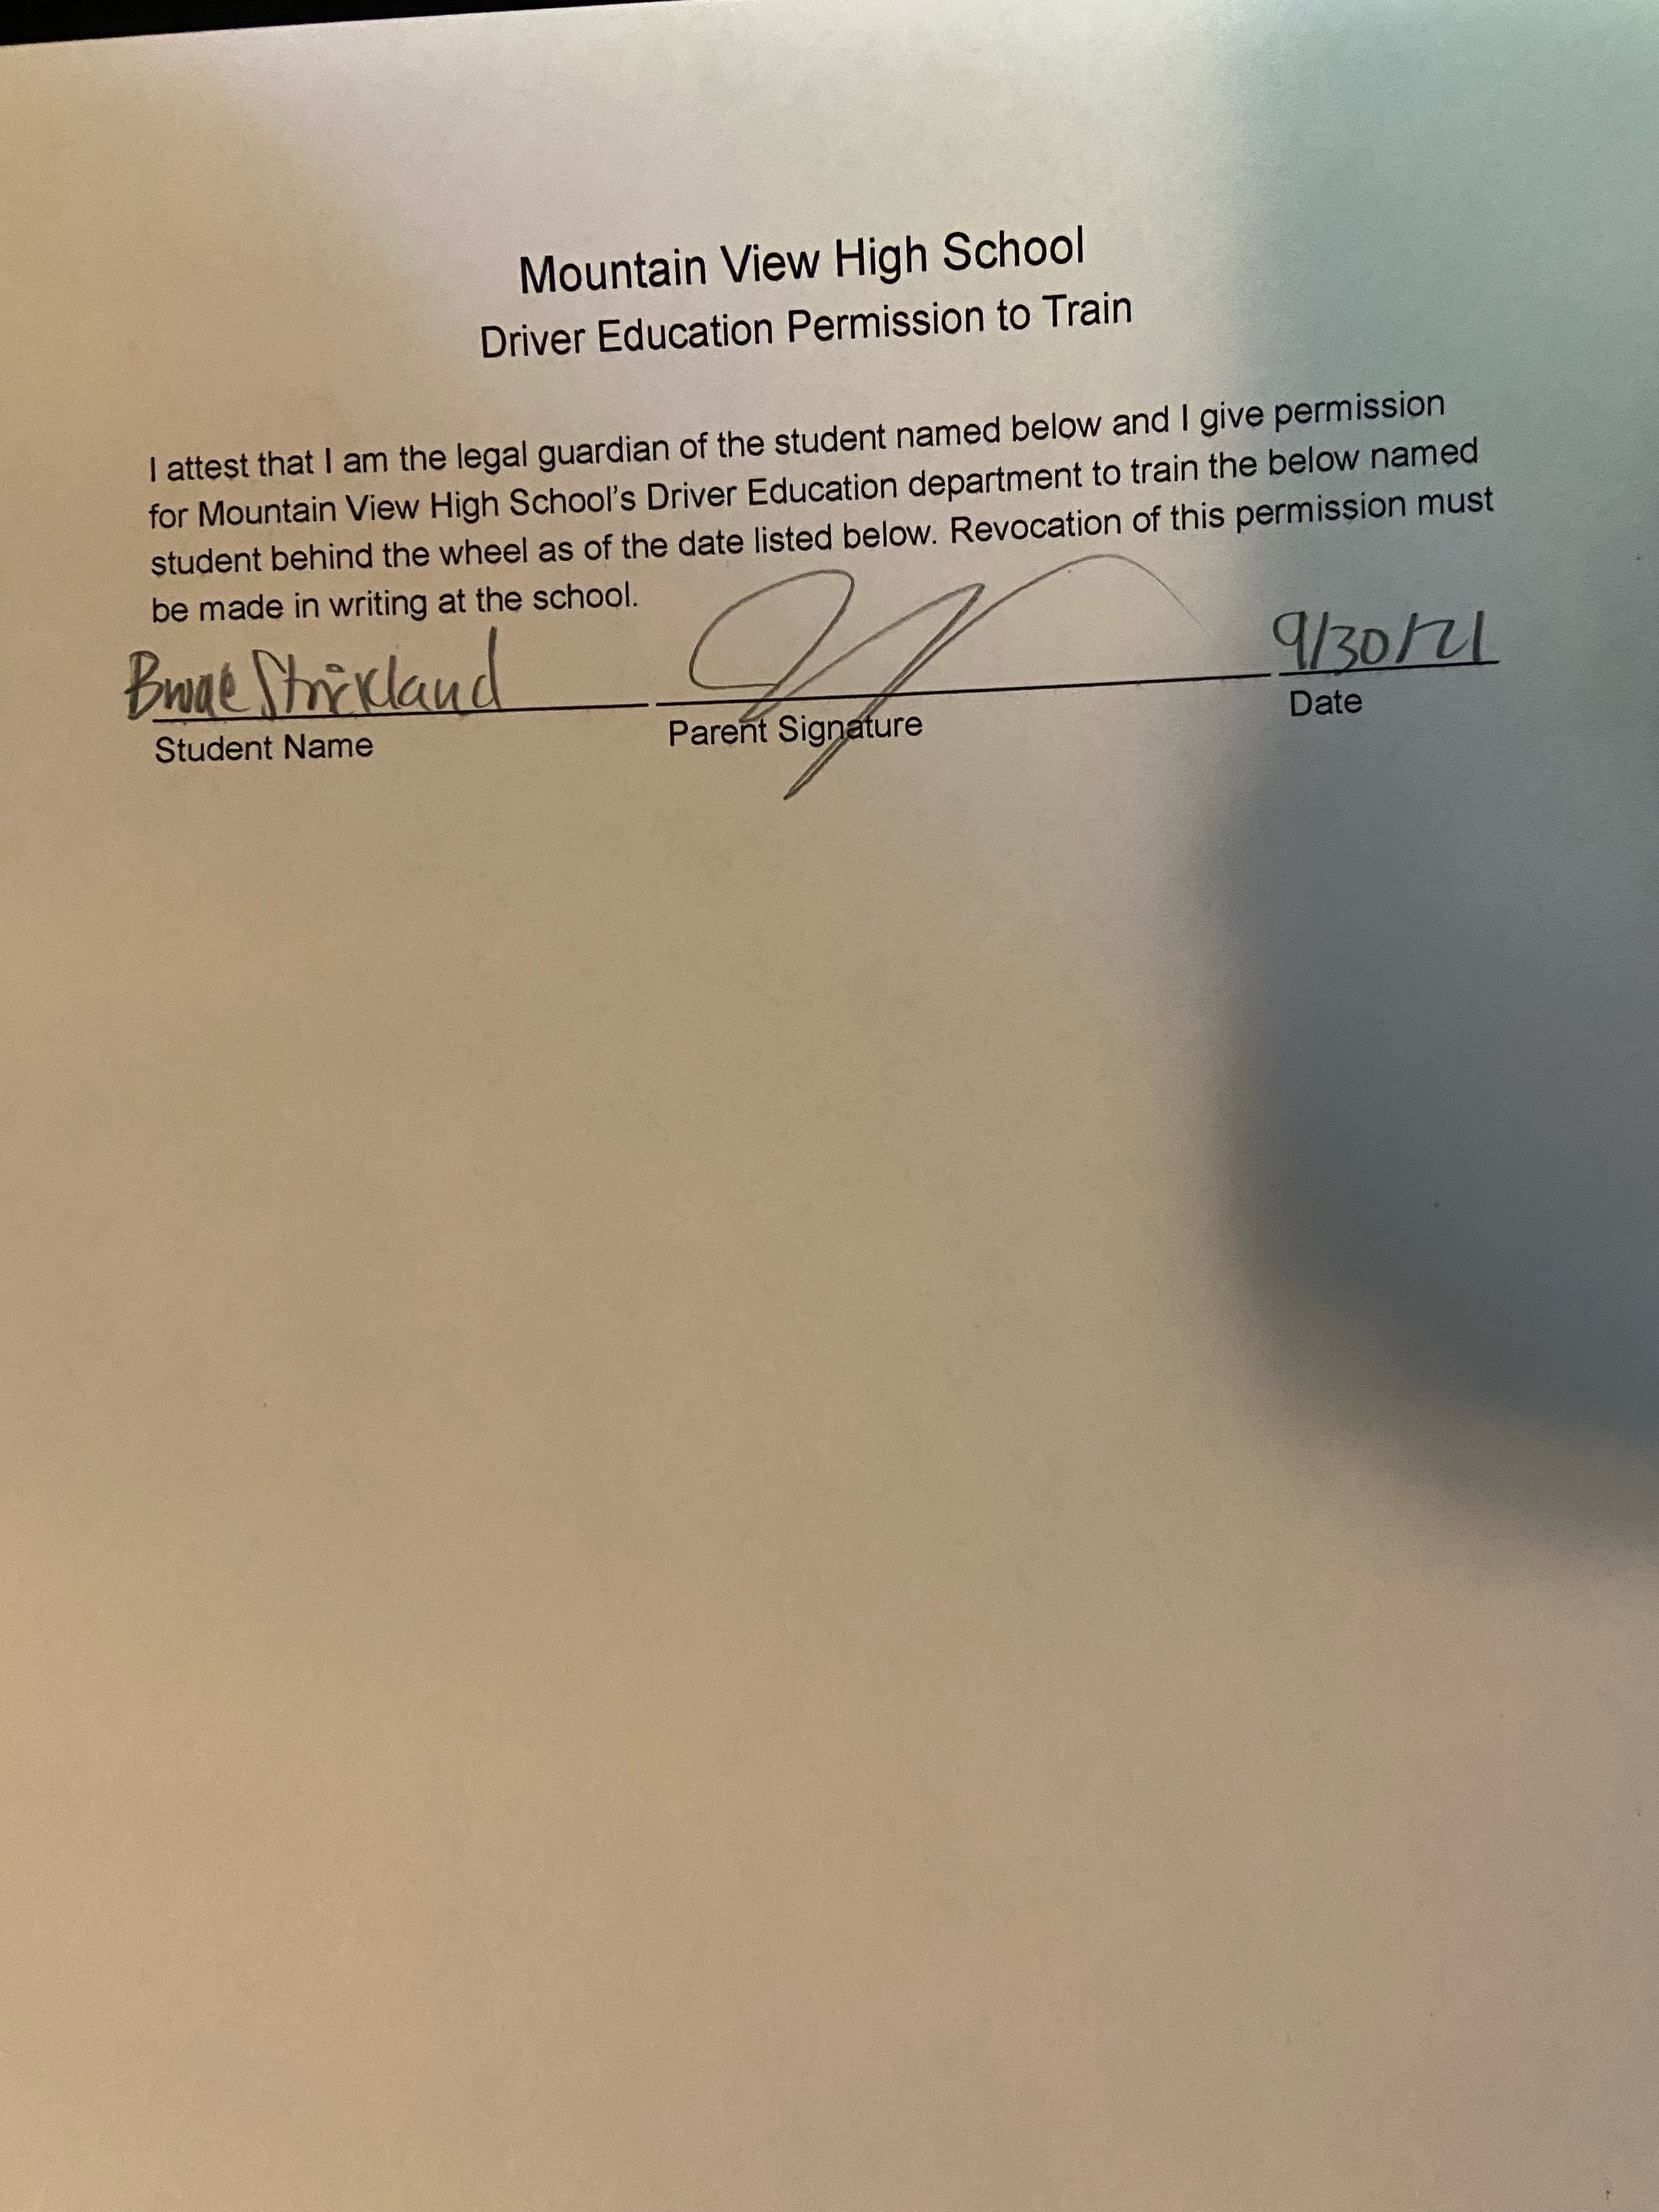 Mountain View High School
Driver Education Permission to Train
I attest that I am the legal guardian of the student named below and I give permission
for Mountain View High School's Driver Education department to train the below named
student behind the wheel as of the date listed below. Revocation of this permission must
be made in writing at the school.
Strickland 9/30/21
Student Name Parent Signature Date